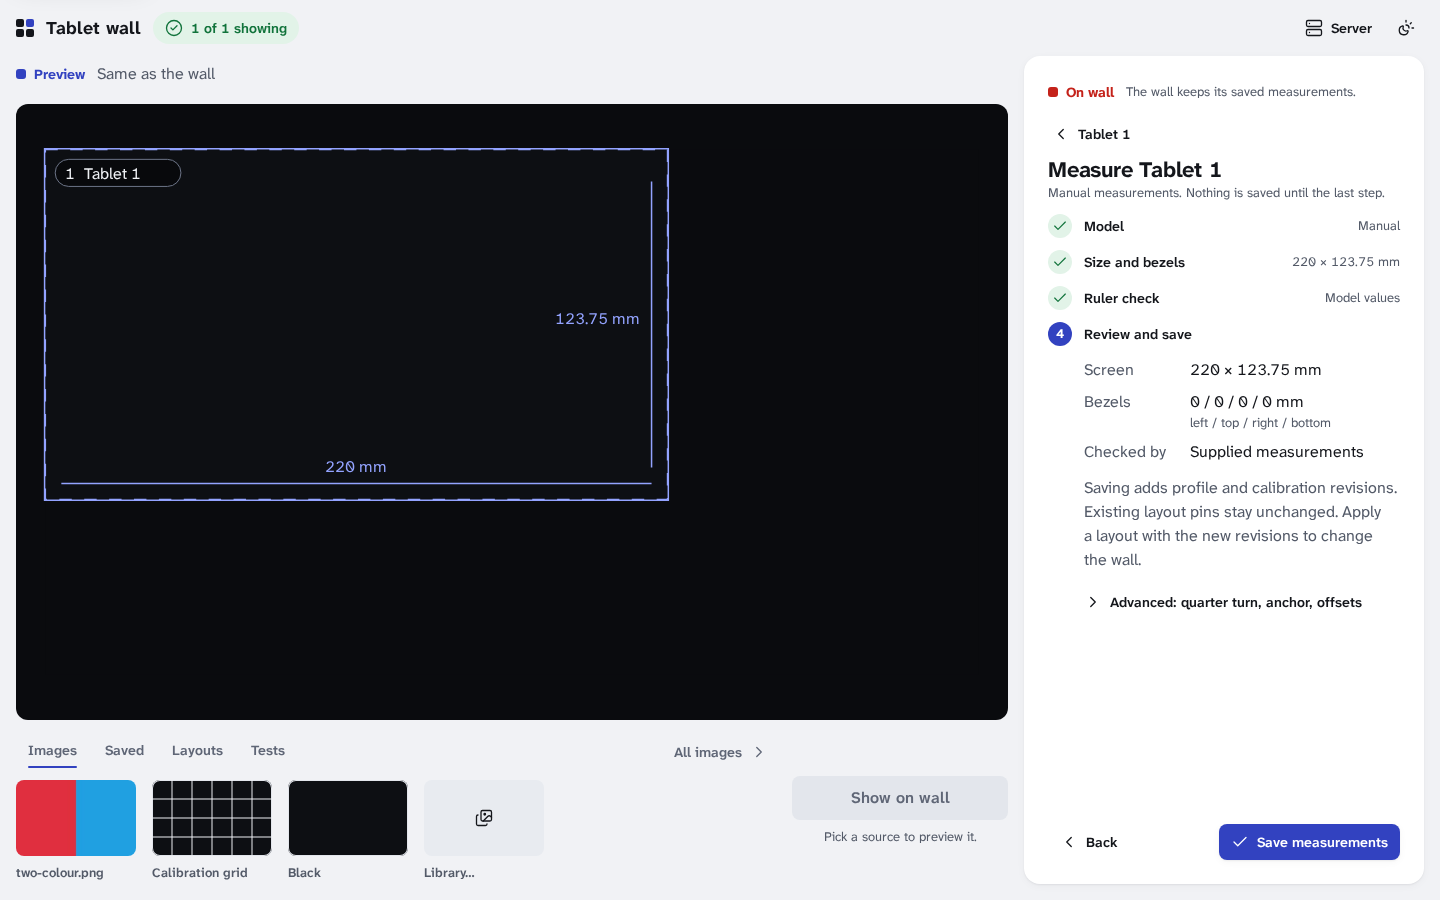 Tablet wall
1 of 1 showing
Server
Preview Same as the wall
1 Tablet 1
123.75 mm
220 mm
Images
Saved
Layouts
Tests
All images
two-colour.png
Calibration grid
Black
Library...
Show on wall
Pick a source to preview it.
On wall The wall keeps its saved measurements.
Tablet 1
Measure Tablet 1
Manual measurements. Nothing is saved until the last step.
Model Manual
Size and bezels 220 × 123.75 mm
Ruler check Model values
4 Review and save
Screen 220 × 123.75 mm
Bezels 0 / 0 / 0 / 0 mm
left / top / right / bottom
Checked by Supplied measurements
Saving adds profile and calibration revisions.
Existing layout pins stay unchanged. Apply
a layout with the new revisions to change
the wall.
Advanced: quarter turn, anchor, offsets
Back
Save measurements